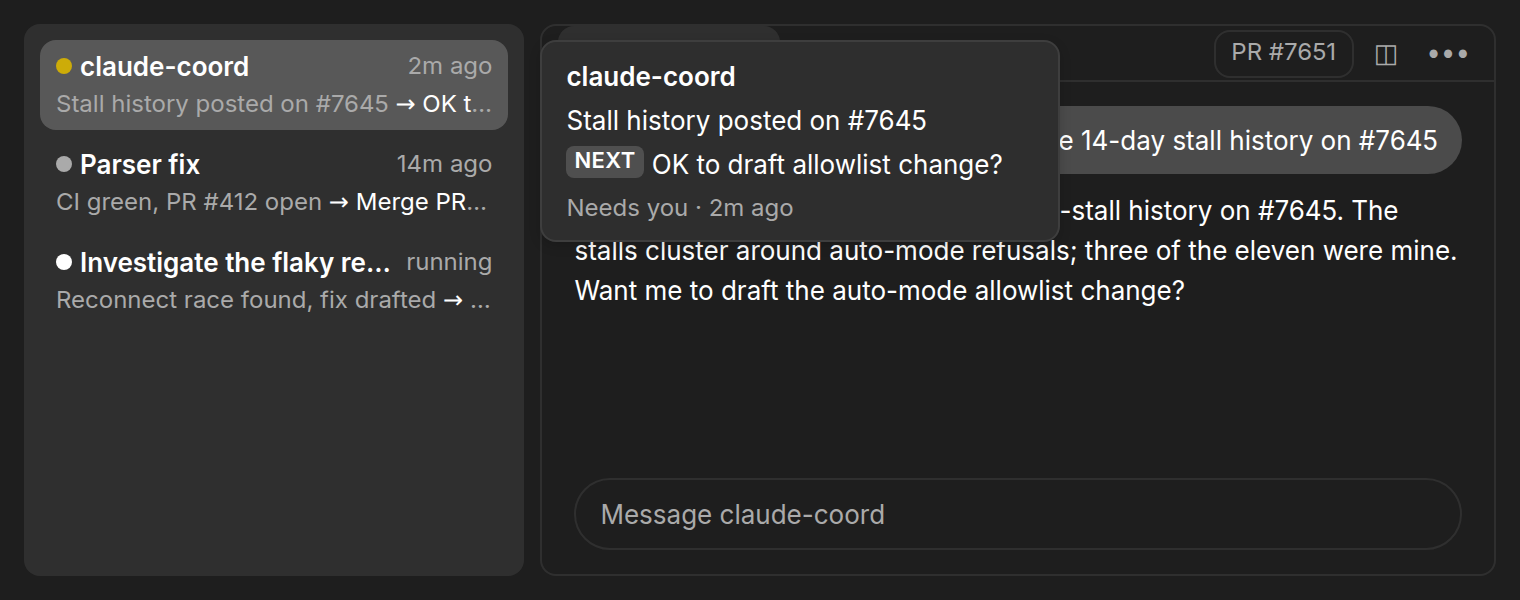 claude-coord 2m ago
Stall history posted on #7645 → OK t...
Parser fix 14m ago
CI green, PR #412 open → Merge PR...
Investigate the flaky re... running
Reconnect race found, fix drafted → ...
PR #7651
claude-coord
Stall history posted on #7645
NEXT OK to draft allowlist change?
Needs you · 2m ago
e 14-day stall history on #7645
-stall history on #7645. The
stalls cluster around auto-mode refusals; three of the eleven were mine.
Want me to draft the auto-mode allowlist change?
Message claude-coord